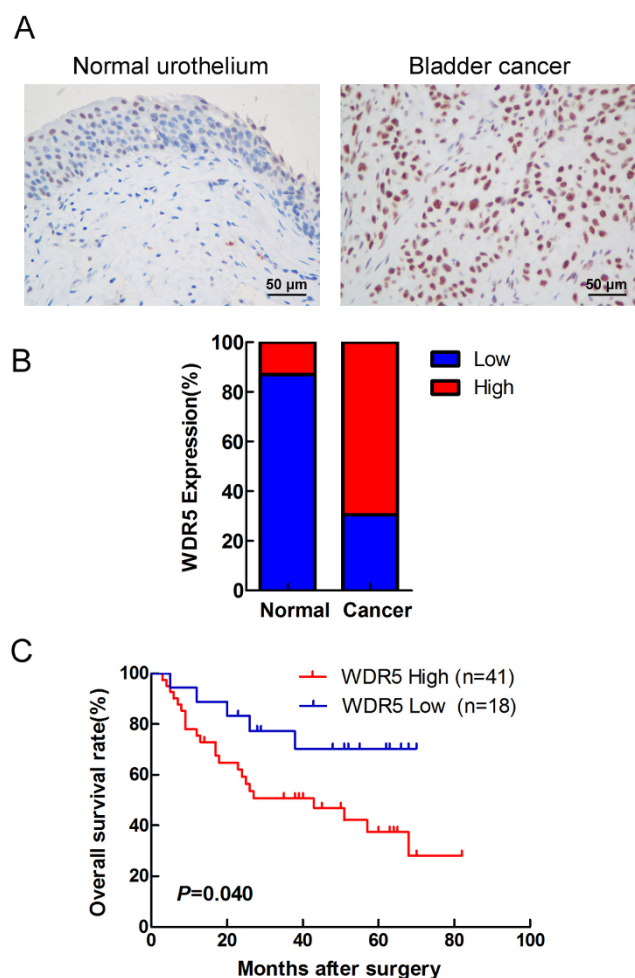 A
Normal urothelium
Bladder cancer
50 μm
50 μm
B
WDR5 Expression(%)
100
80
60
40
20
0
Normal
Cancer
Low
High
C
Overall survival rate(%)
100
80
60
40
20
0
WDR5 High (n=41)
WDR5 Low (n=18)
P=0.040
0
20
40
60
80
100
Months after surgery